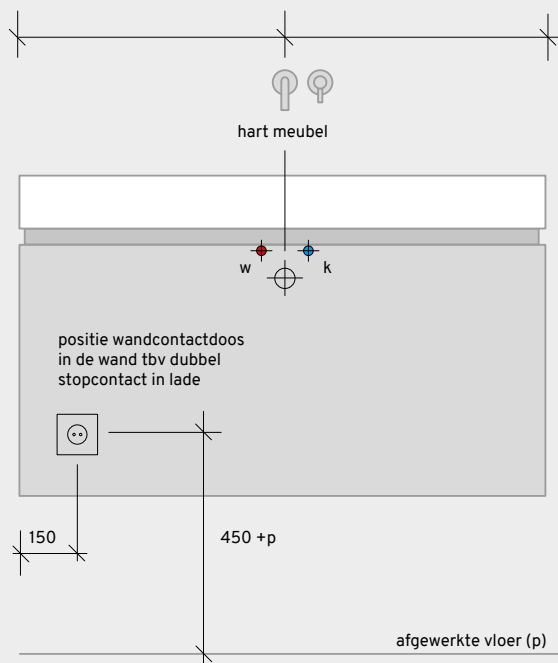 hart meubel
w
k
positie wandcontactdoos
in de wand tbv dubbel
stopcontact in lade
150
450 +p
afgewerkte vloer (p)